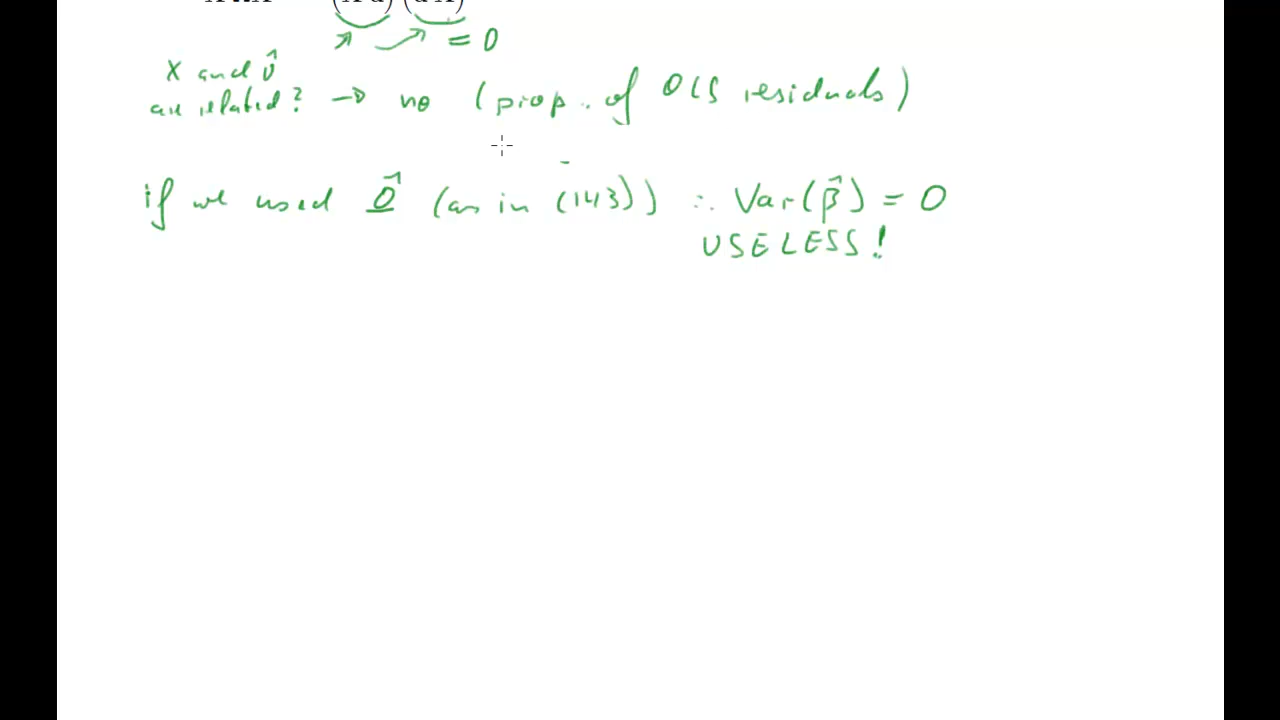 = 0
X and û
are related? → no (prop. of OLS residuals)
if we used Ω̂ (as in (143)) ∴ Var(β̂) = 0
USELESS!